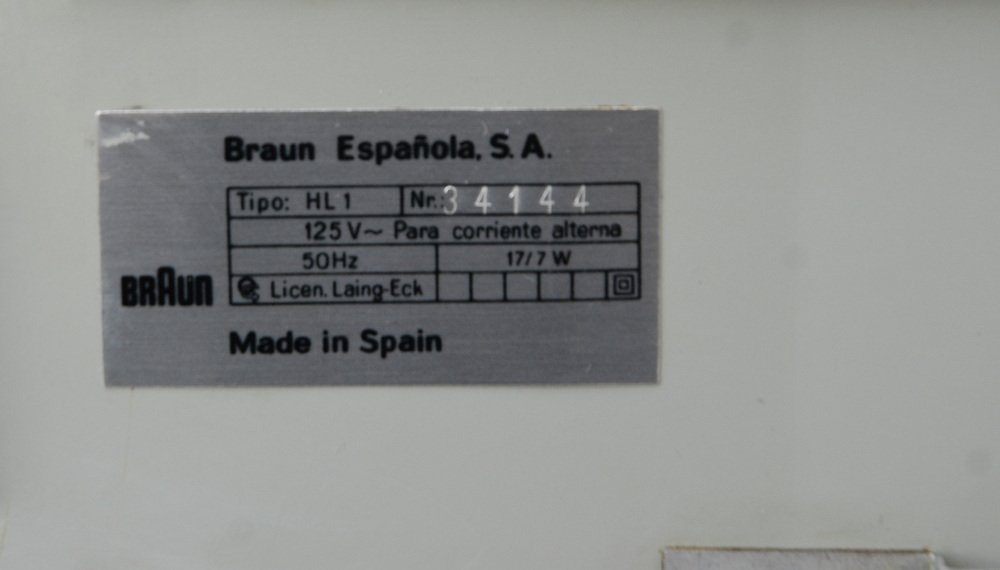 Braun Española, S.A.
Tipo: HL 1 Nr.: 34144
125 V~ Para corriente alterna
50Hz 17/7 W
BRAUN Licen. Laing-Eck
Made in Spain